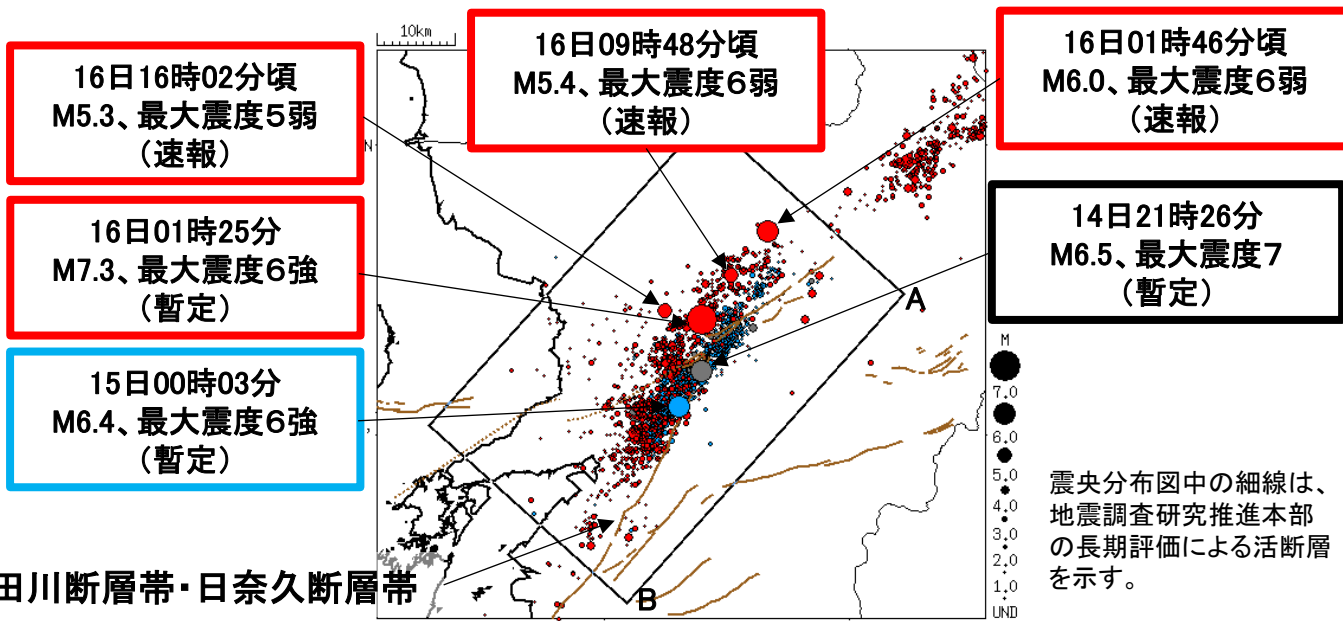 10km
16日16時02分頃
M5.3、最大震度5弱
(速報)
16日09時48分頃
M5.4、最大震度6弱
(速報)
16日01時46分頃
M6.0、最大震度6弱
(速報)
16日01時25分
M7.3、最大震度6強
(暫定)
14日21時26分
M6.5、最大震度7
(暫定)
15日00時03分
M6.4、最大震度6強
(暫定)
N
A
B
M
7.0
6.0
5.0
4.0
3.0
2.0
1.0
UND
震央分布図中の細線は、
地震調査研究推進本部
の長期評価による活断層
を示す。
田川断層帯・日奈久断層帯